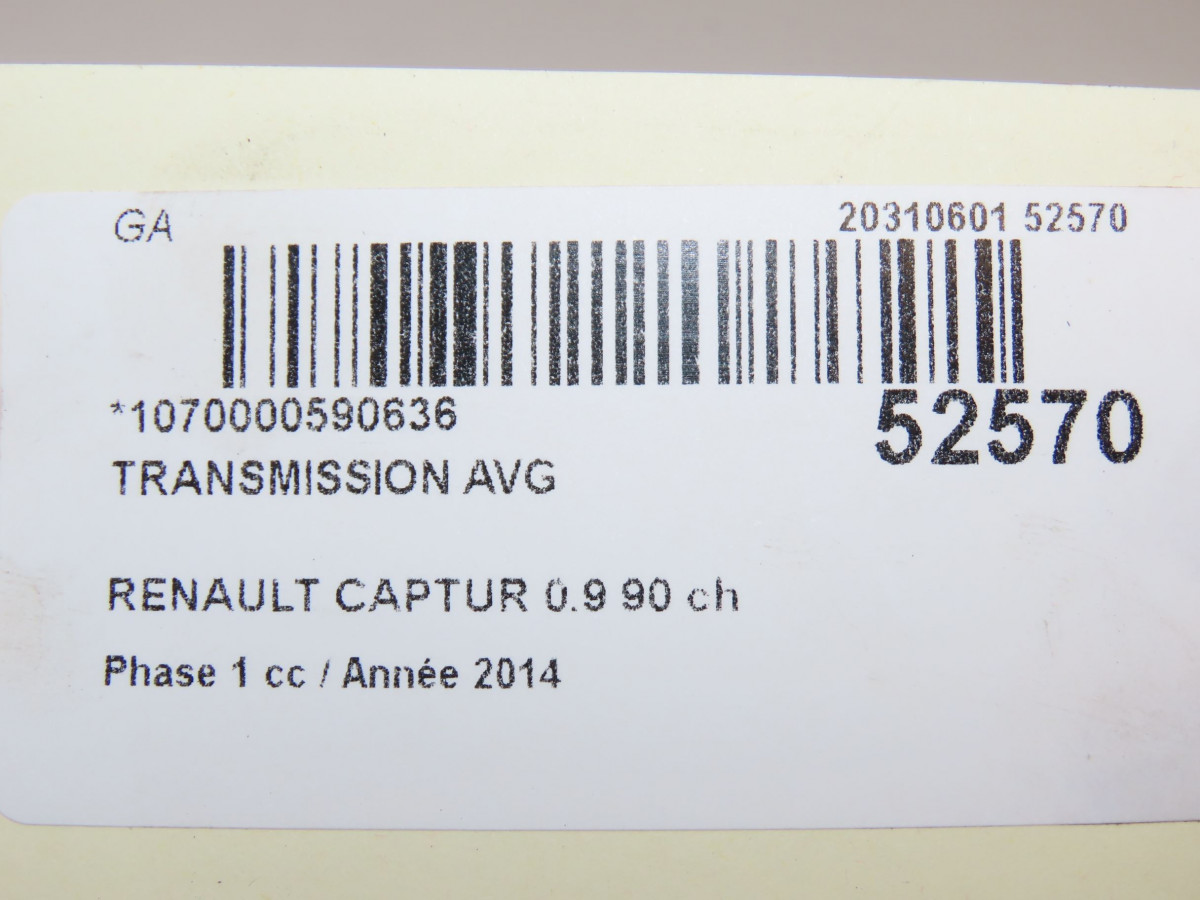 GA 20310601 52570
*1070000590636
52570
TRANSMISSION AVG
RENAULT CAPTUR 0.9 90 ch
Phase 1 cc / Année 2014